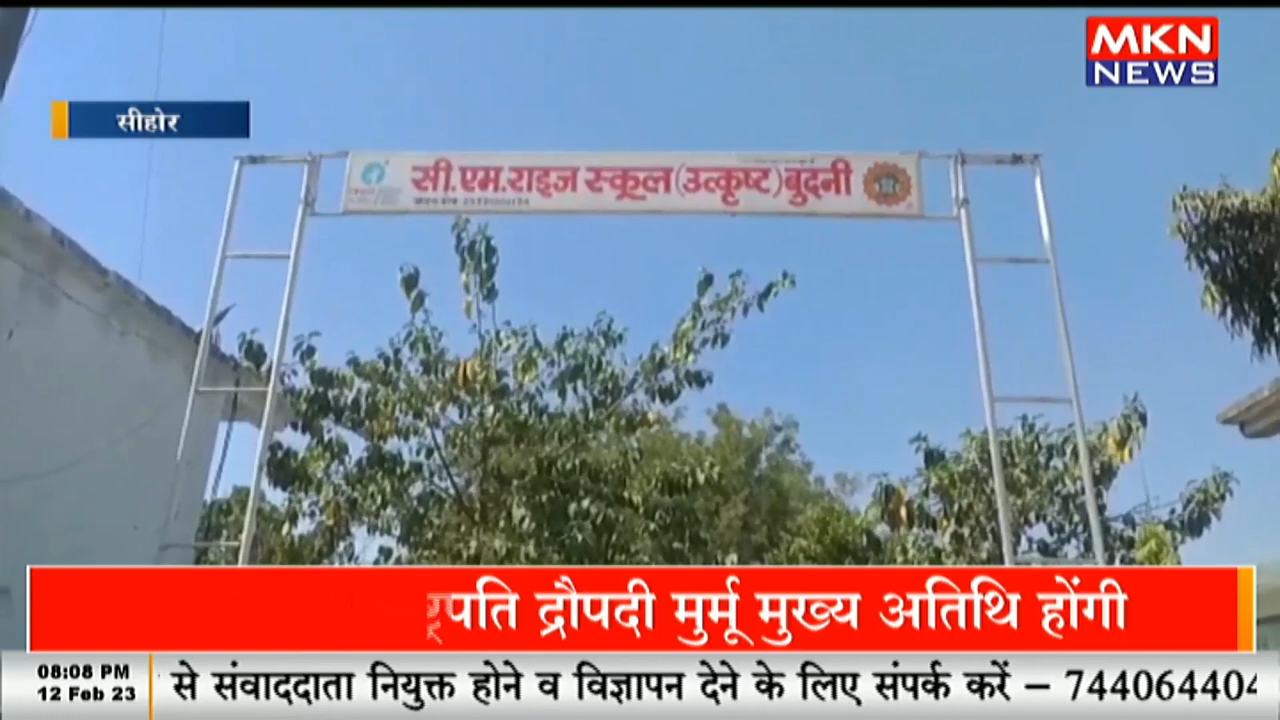 MKN
NEWS
सीहोर
सी.एम.राइज स्कूल (उत्कृष्ट) बुदनी
पति द्रौपदी मुर्मू मुख्य अतिथि होंगी
08:08 PM
12 Feb 23
से संवाददाता नियुक्त होने व विज्ञापन देने के लिए संपर्क करें – 744064404